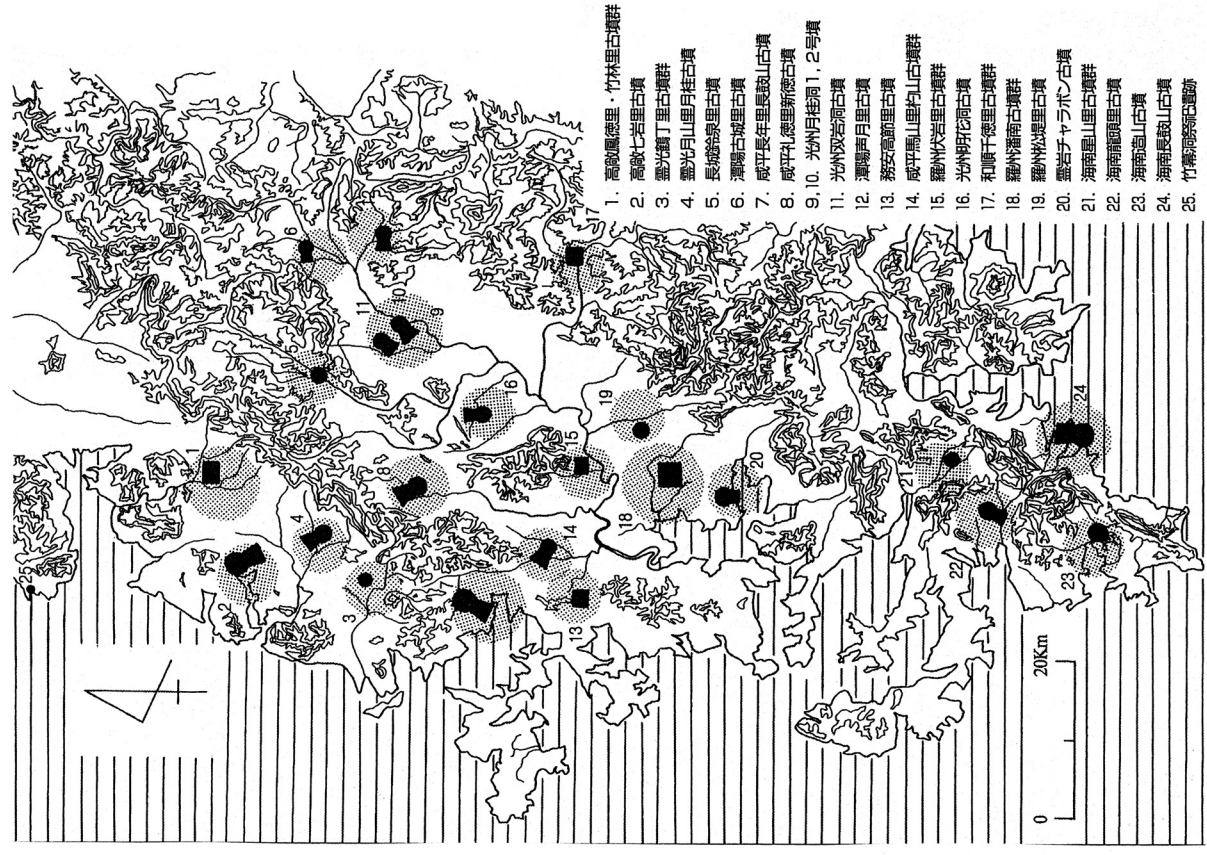 1. 高敞鳳徳里・竹林里古墳群
2. 高敞七岩里古墳
3. 霊光鶴丁里古墳群
4. 霊光月山里月桂古墳
5. 長城鈴泉里古墳
6. 潭陽古城里古墳
7. 咸平長年里長鼓山古墳
8. 咸平礼徳里新徳古墳
9, 10. 光州月桂洞1, 2号墳
11. 光州双岩洞古墳
12. 潭陽声月里古墳
13. 務安高節里古墳
14. 咸平馬山里杓山古墳群
15. 羅州伏岩里古墳群
16. 光州明花洞古墳
17. 和順千徳里古墳群
18. 羅州潘南古墳群
19. 羅州松堤里古墳
20. 霊岩チャラボン古墳
21. 海南星山里古墳群
22. 海南龍頭里古墳
23. 海南造山古墳
24. 海南長鼓山古墳
25. 竹幕洞祭祀遺跡
25
1
2
3
4
6
8
9
10
11
13
14
15
16
17
18
19
20
21
22
23
24
0
20Km